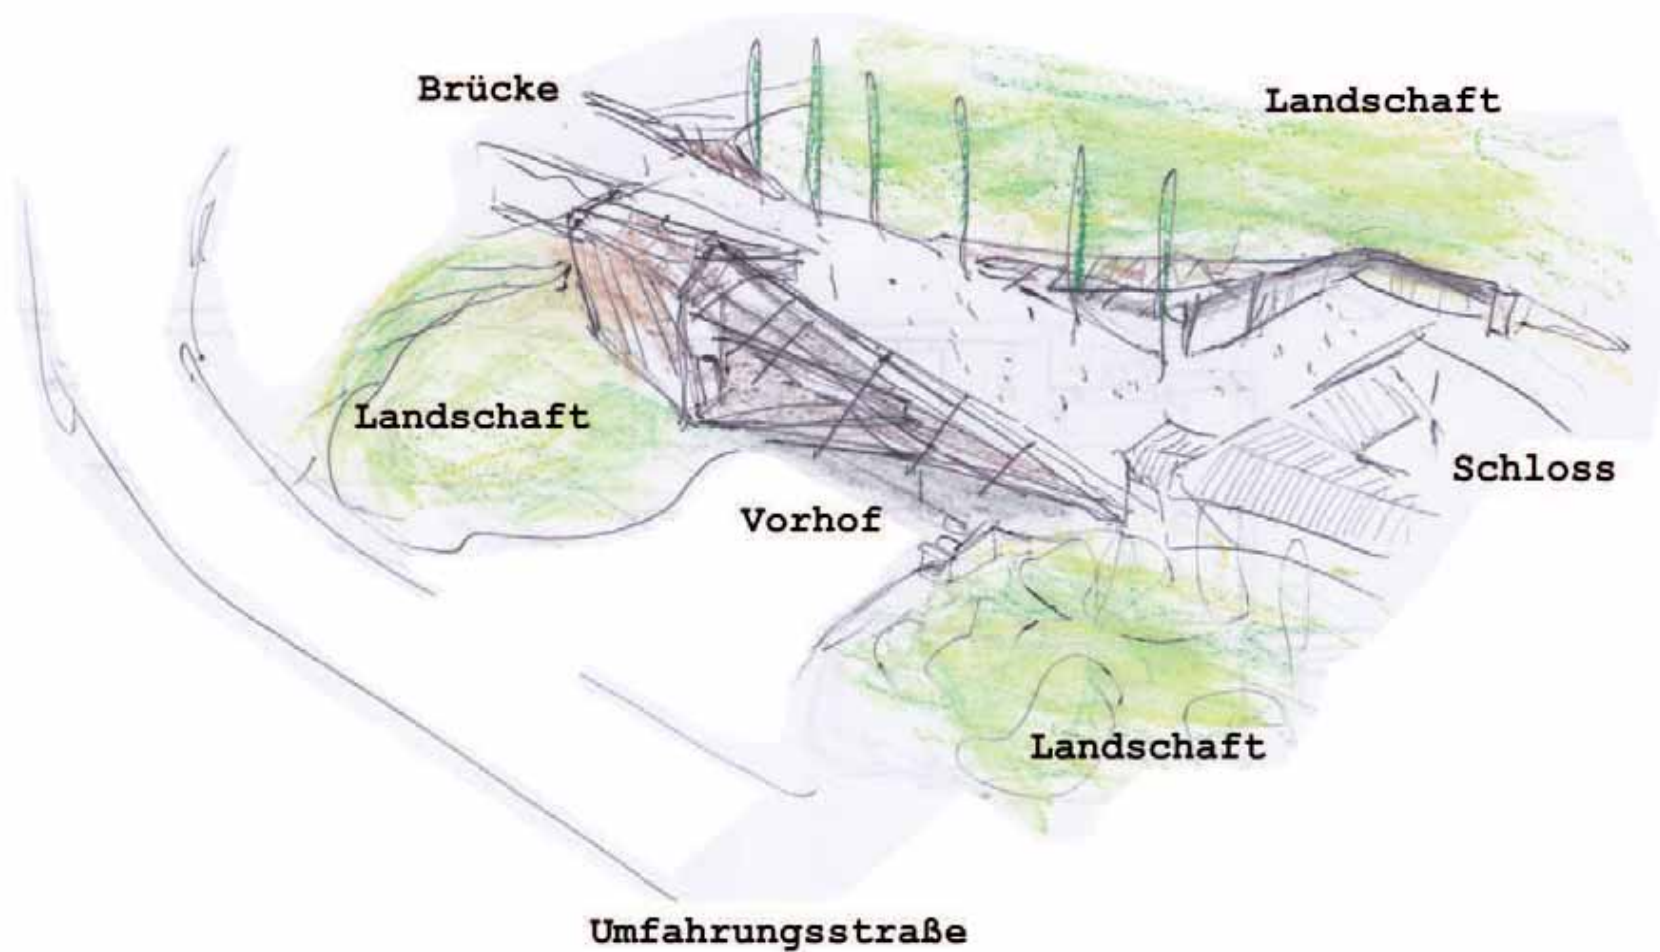 Brücke
Landschaft
Landschaft
Schloss
Vorhof
Landschaft
Umfahrungsstraße